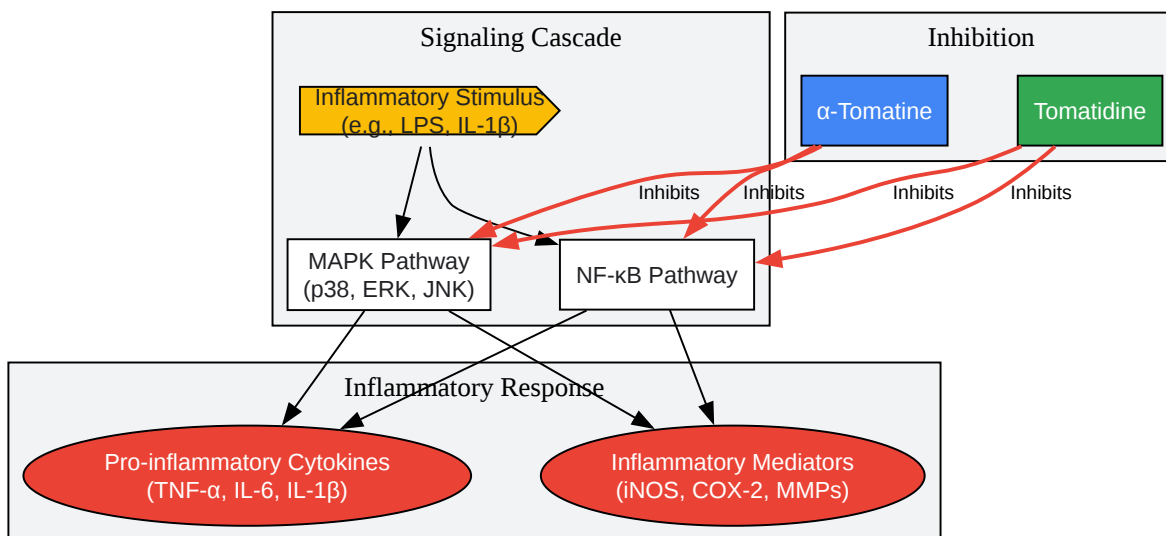 Signaling Cascade
Inhibition
Inflammatory Stimulus
(e.g., LPS, IL-1β)
α-Tomatine
Tomatidine
Inhibits
Inhibits
Inhibits
Inhibits
MAPK Pathway
(p38, ERK, JNK)
NF-κB Pathway
Inflammatory Response
Pro-inflammatory Cytokines
(TNF-α, IL-6, IL-1β)
Inflammatory Mediators
(iNOS, COX-2, MMPs)